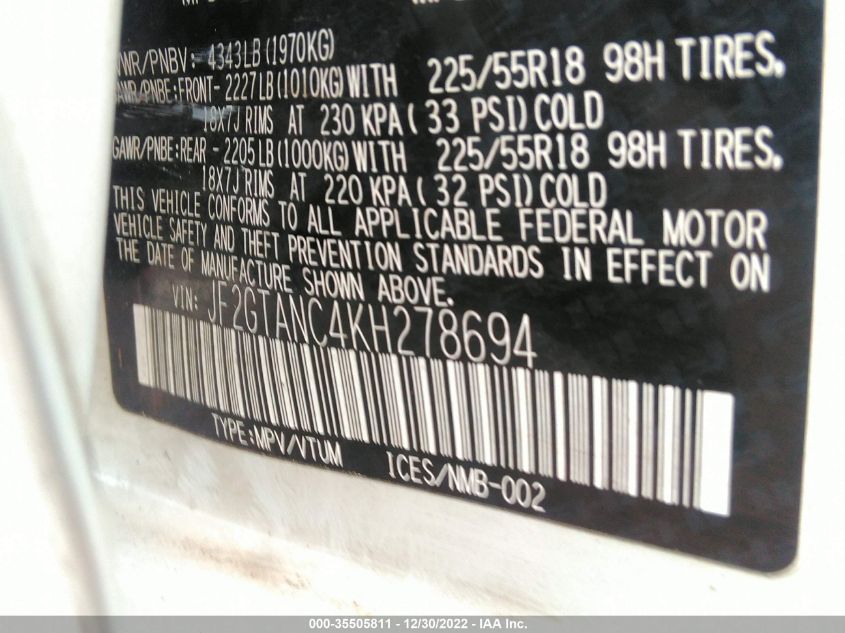 WR/PNBV: 4343LB(1970KG)
GAWR/PNBE:FRONT- 2227LB(1010KG)WITH 225/55R18 98H TIRES,
18X7J RIMS AT 230 KPA( 33 PSI)COLD
GAWR/PNBE:REAR - 2205LB(1000KG)WITH 225/55R18 98H TIRES,
18X7J RIMS AT 220 KPA( 32 PSI)COLD
THIS VEHICLE CONFORMS TO ALL APPLICABLE FEDERAL MOTOR
VEHICLE SAFETY AND THEFT PREVENTION STANDARDS IN EFFECT ON
THE DATE OF MANUFACTURE SHOWN ABOVE.
VIN: JF2GTANC4KH278694
TYPE:MPV/VTUM ICES/NMB-002
000-35505811 - 12/30/2022 - IAA Inc.